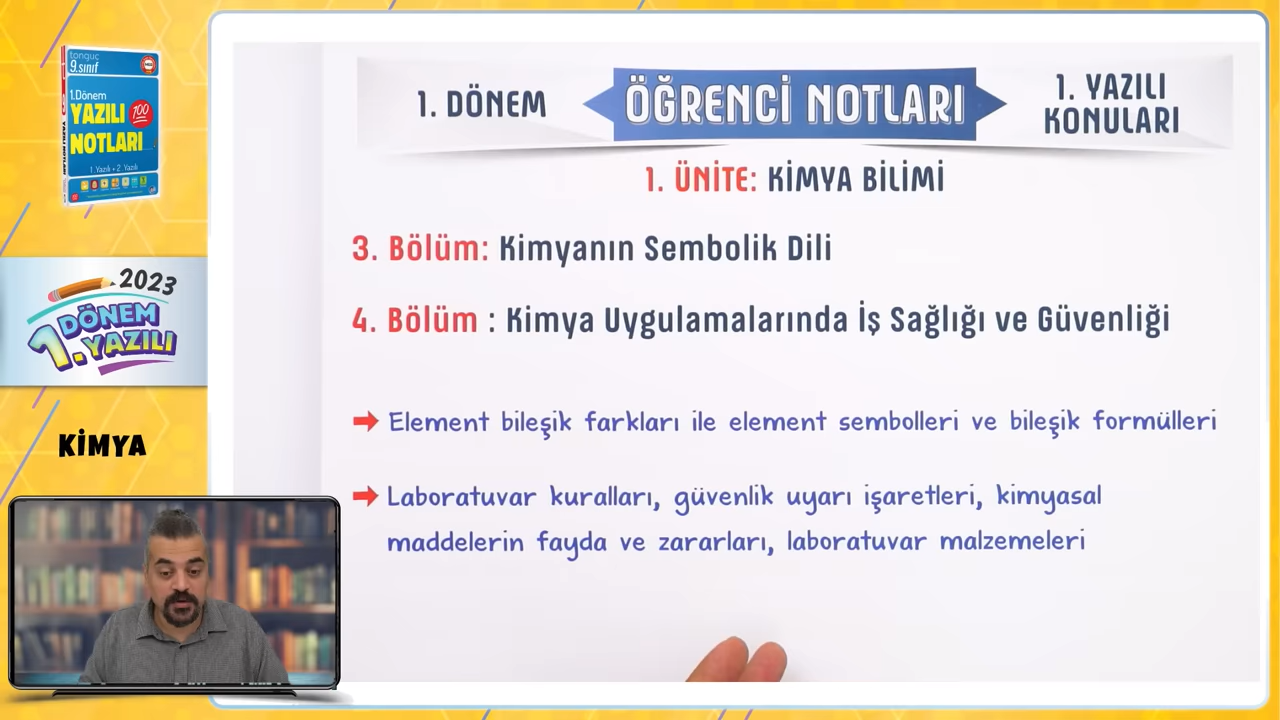 tonguç
9.sınıf
1.Dönem
YAZILI
100
NOTLARI
1.Yazılı + 2.Yazılı
YAZILI NOTLARI
2023
1. DÖNEM
1.YAZILI
KİMYA
1. DÖNEM
ÖĞRENCİ NOTLARI
1. YAZILI
KONULARI
1. ÜNİTE: KİMYA BİLİMİ
3. Bölüm: Kimyanın Sembolik Dili
4. Bölüm : Kimya Uygulamalarında İş Sağlığı ve Güvenliği
Element bileşik farkları ile element sembolleri ve bileşik formülleri
Laboratuvar kuralları, güvenlik uyarı işaretleri, kimyasal
maddelerin fayda ve zararları, laboratuvar malzemeleri